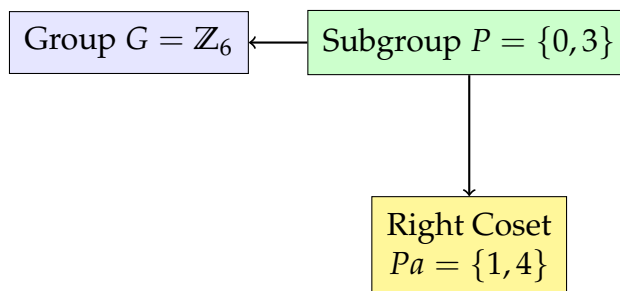 Group G = ℤ₆
Subgroup P = {0, 3}
Right Coset
Pa = {1, 4}